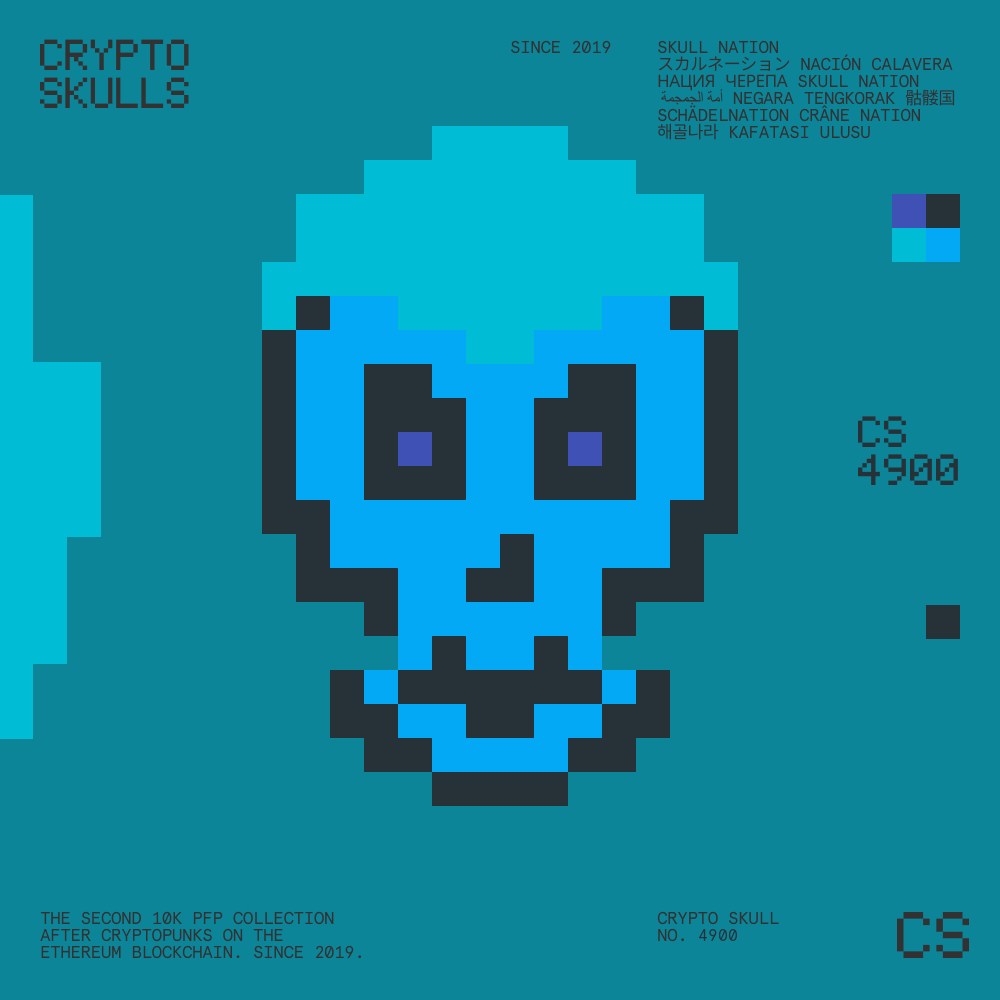 CRYPTO
SKULLS
SINCE 2019
SKULL NATION
スカルネーション NACIÓN CALAVERA
НАЦИЯ ЧЕРЕПА SKULL NATION
أمة الجمجمة NEGARA TENGKORAK 骷髅国
SCHÄDELNATION CRÂNE NATION
해골나라 KAFATASI ULUSU
CS
4900
THE SECOND 10K PFP COLLECTION
AFTER CRYPTOPUNKS ON THE
ETHEREUM BLOCKCHAIN. SINCE 2019.
CRYPTO SKULL
NO. 4900
CS